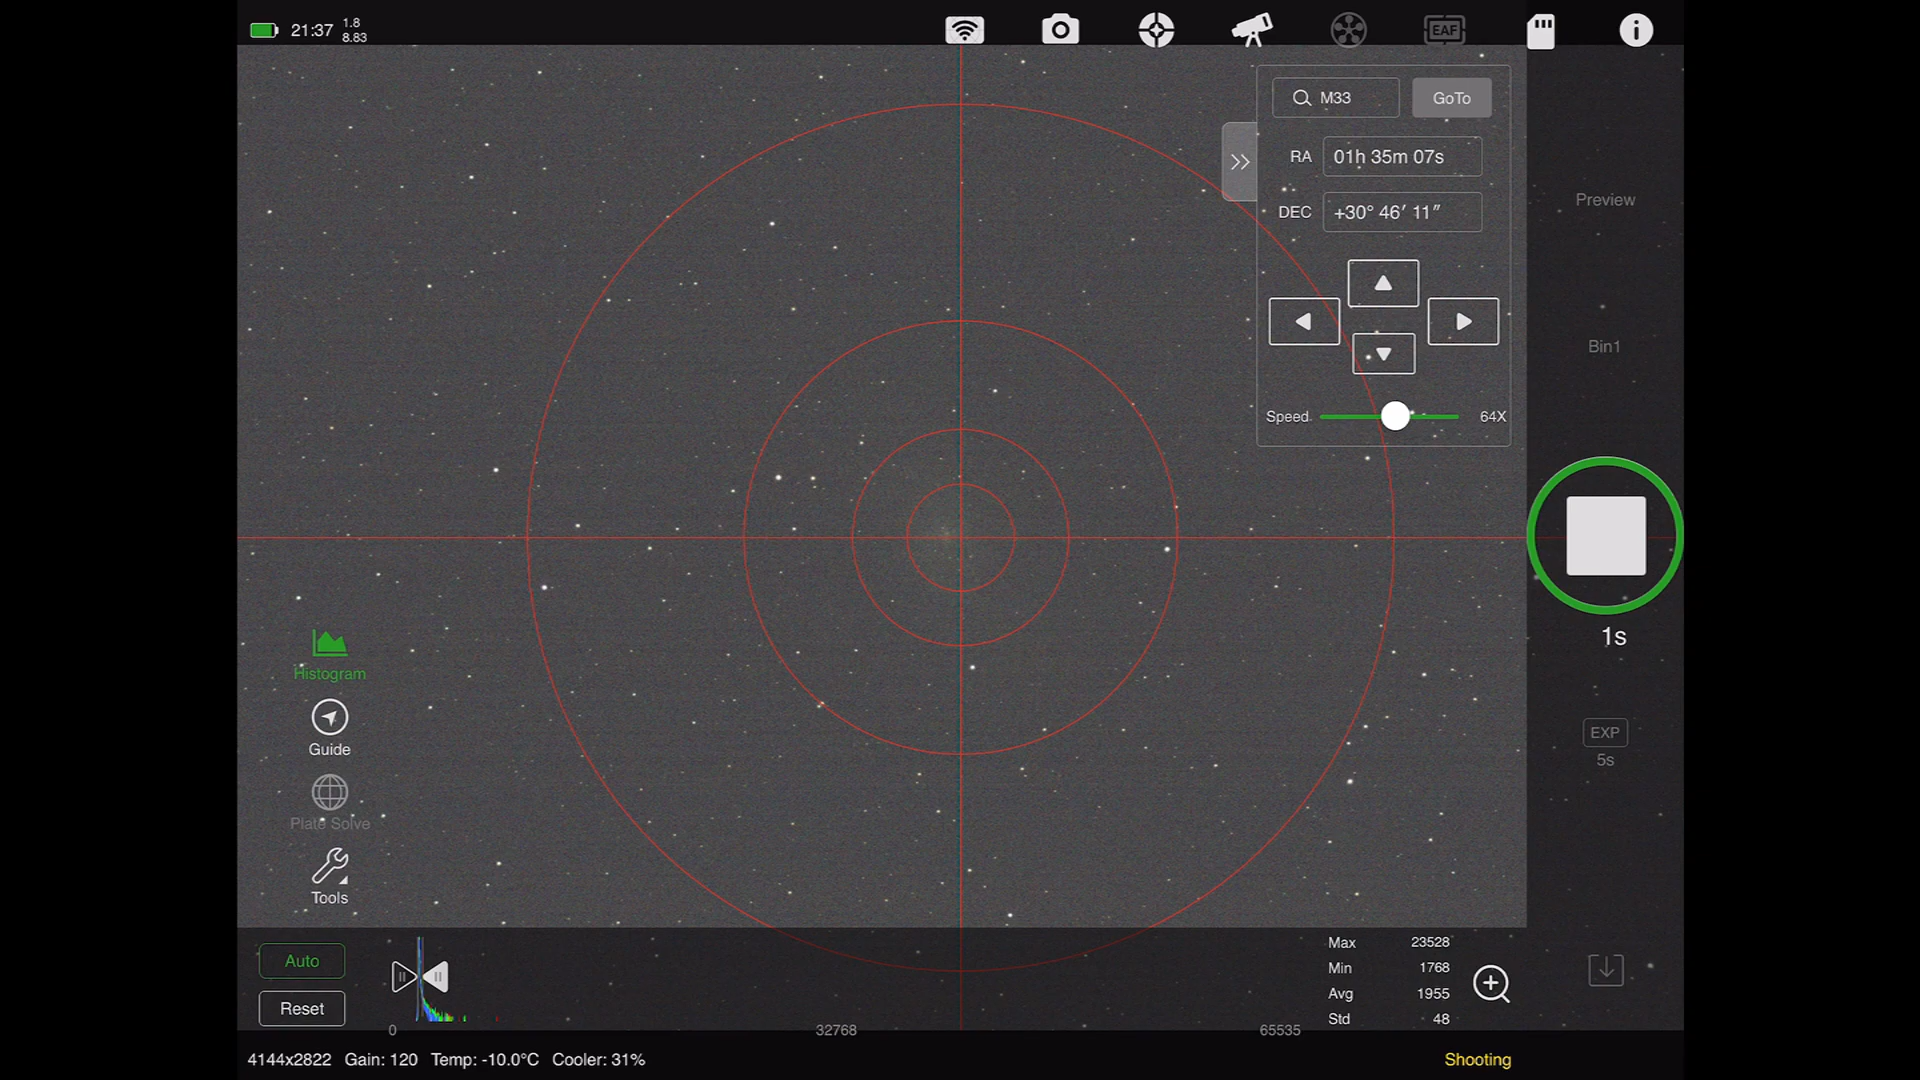 21:37 1.8
8.83
EAF
M33 GoTo
RA 01h 35m 07s
DEC +30° 46′ 11″
Speed 64X
Preview
Bin1
1s
EXP
5s
Histogram
Guide
Plate Solve
Tools
Auto
Reset
0 32768 65535
Max 23528
Min 1768
Avg 1955
Std 48
4144x2822 Gain: 120 Temp: -10.0°C Cooler: 31% Shooting